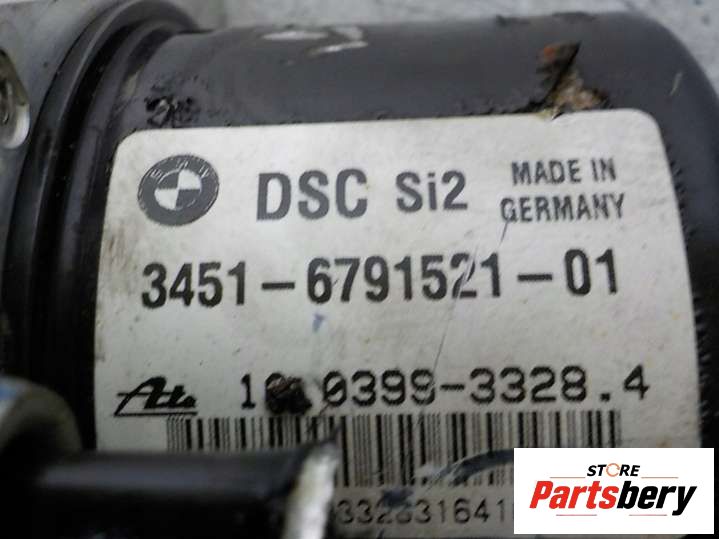 DSC Si2 MADE IN GERMANY
3451-6791521-01
Ate 0399-3328.4
STORE
Partsbery